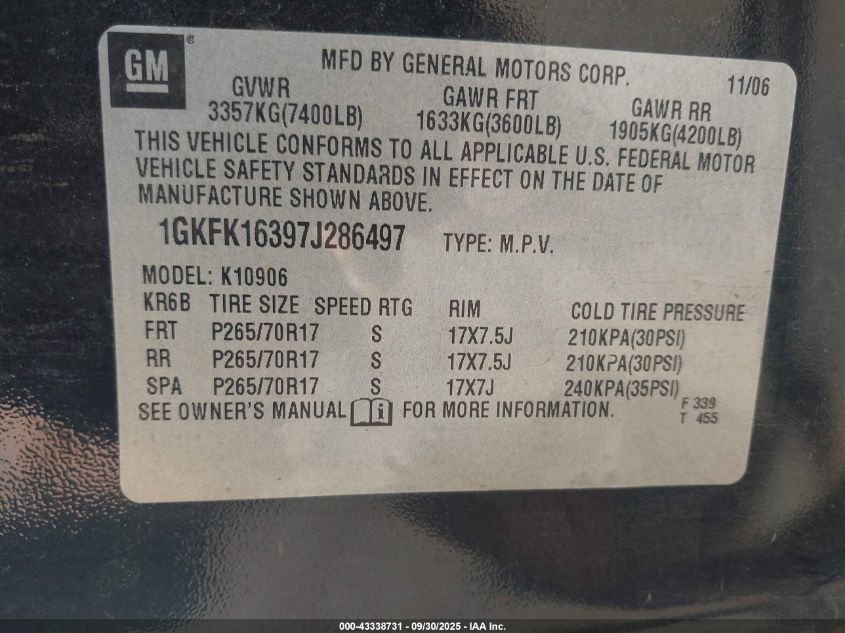 GM ®
MFD BY GENERAL MOTORS CORP. 11/06
GVWR GAWR FRT GAWR RR
3357KG(7400LB) 1633KG(3600LB) 1905KG(4200LB)
THIS VEHICLE CONFORMS TO ALL APPLICABLE U.S. FEDERAL MOTOR
VEHICLE SAFETY STANDARDS IN EFFECT ON THE DATE OF
MANUFACTURE SHOWN ABOVE.
1GKFK16397J286497 TYPE: M.P.V.
MODEL: K10906
KR6B TIRE SIZE SPEED RTG RIM COLD TIRE PRESSURE
FRT P265/70R17 S 17X7.5J 210KPA(30PSI)
RR P265/70R17 S 17X7.5J 210KPA(30PSI)
SPA P265/70R17 S 17X7J 240KPA(35PSI)
SEE OWNER'S MANUAL i FOR MORE INFORMATION.
F 339
T 455
000-43338731 - 09/30/2025 - IAA Inc.